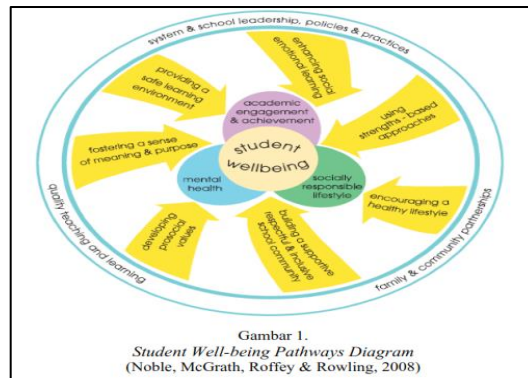 system & school leadership, policies & practices
providing a
safe learning
environment
enhancing social
emotional learning
academic
engagement
& achievement
using
strengths - based
approaches
fostering a sense
of meaning & purpose
student
wellbeing
mental
health
socially
responsible
lifestyle
encouraging a
healthy lifestyle
developing
prosocial
values
building a supportive
respectful & inclusive
school community
quality teaching and learning
family & community partnerships
Gambar 1.
Student Well-being Pathways Diagram
(Noble, McGrath, Roffey & Rowling, 2008)